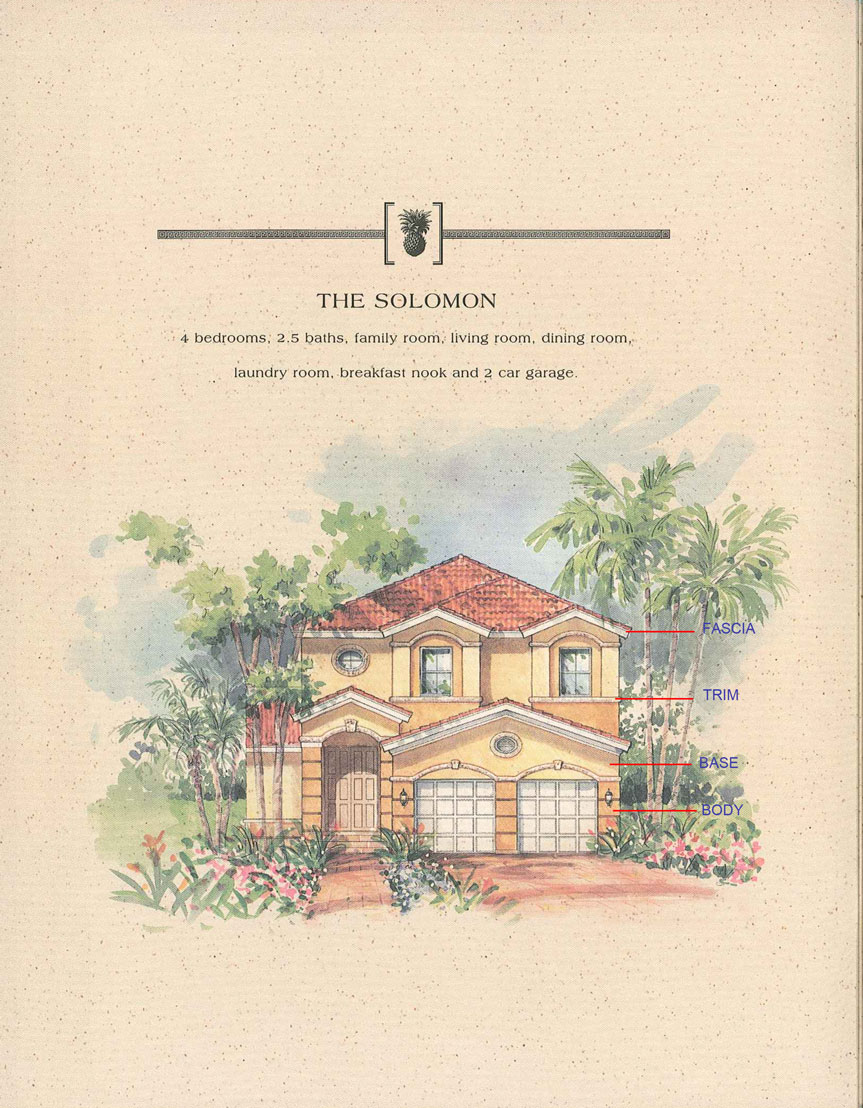 THE SOLOMON
4 bedrooms, 2.5 baths, family room, living room, dining room,
laundry room, breakfast nook and 2 car garage.
FASCIA
TRIM
BASE
BODY